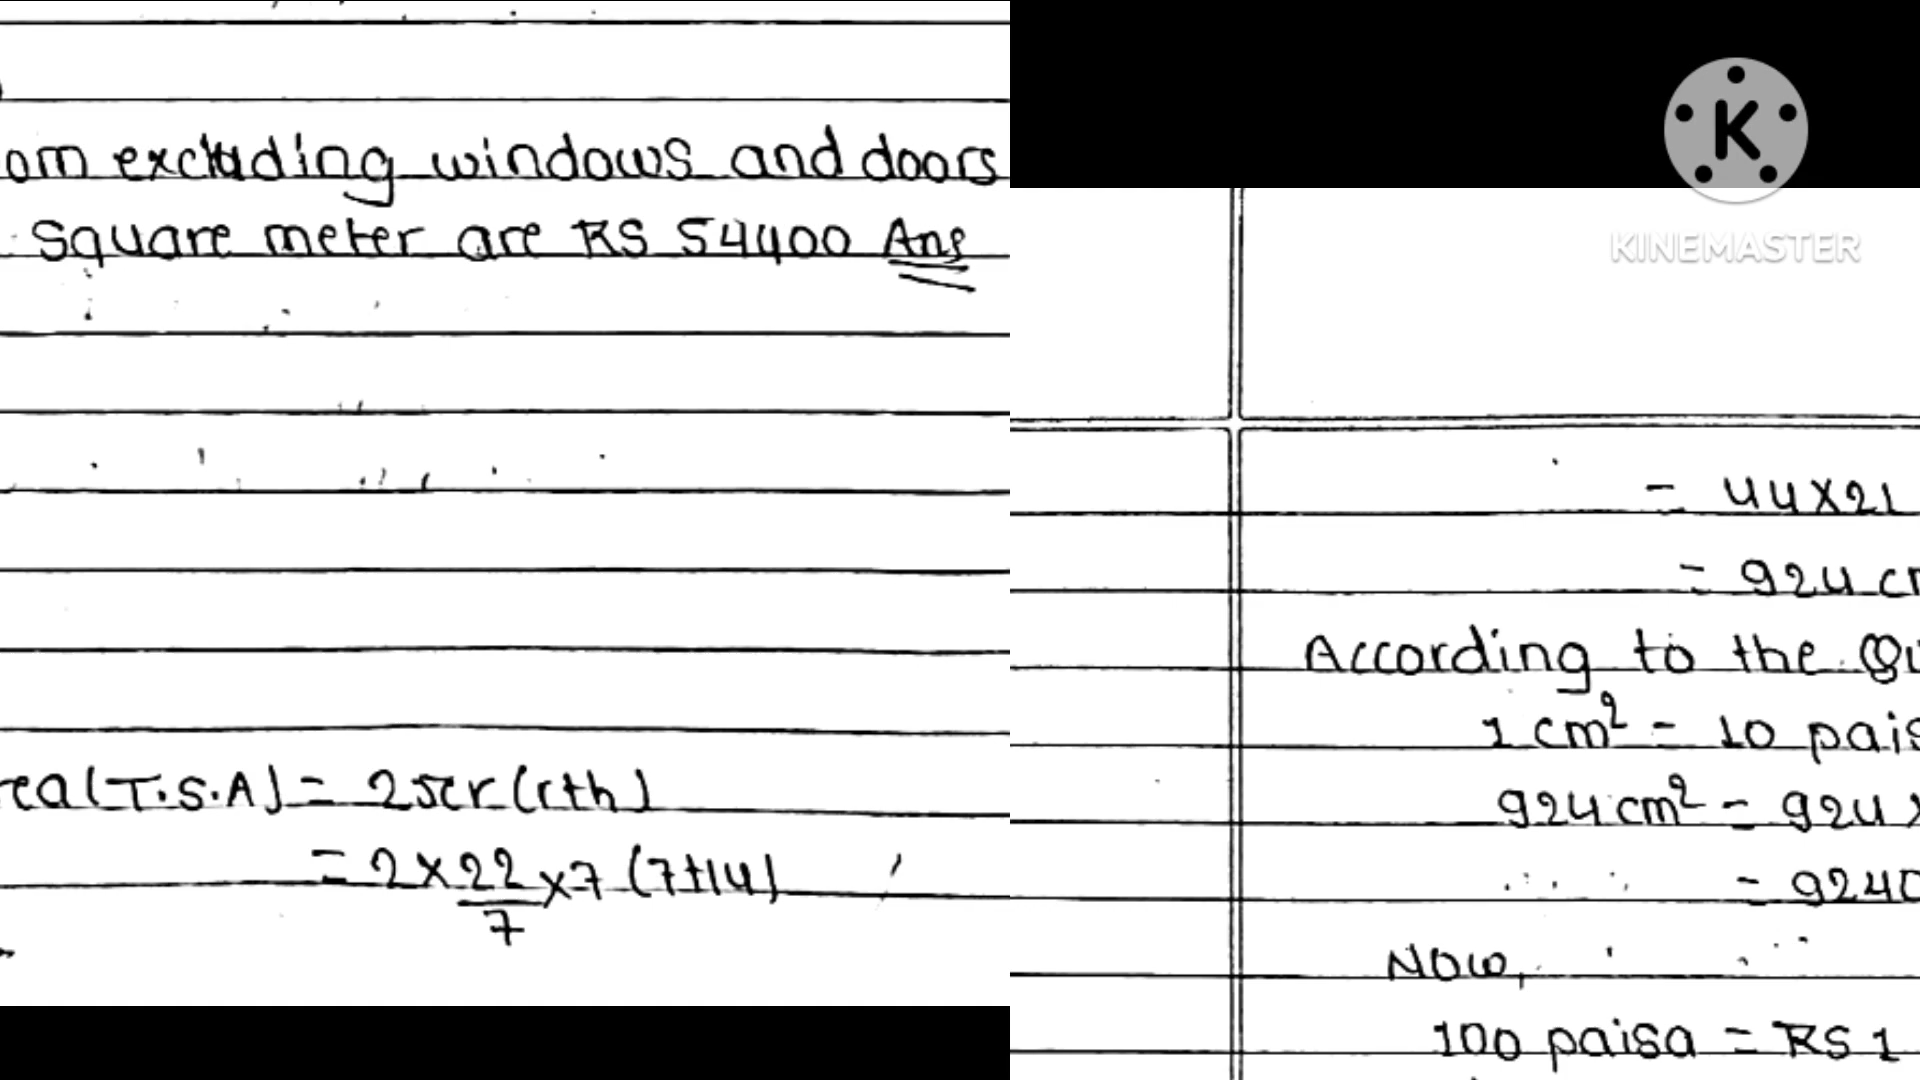 om excluding windows and doors
square meter are RS 54400 Ans
ea (T.S.A) = 2πr(r+h)
= 2×22/7×7 (7+14)
K
KINEMASTER
= 44×21
= 924 c
According to the Qu
1 cm² = 10 pais
924 cm² = 924×
= 9240
Now,
100 paisa = RS 1